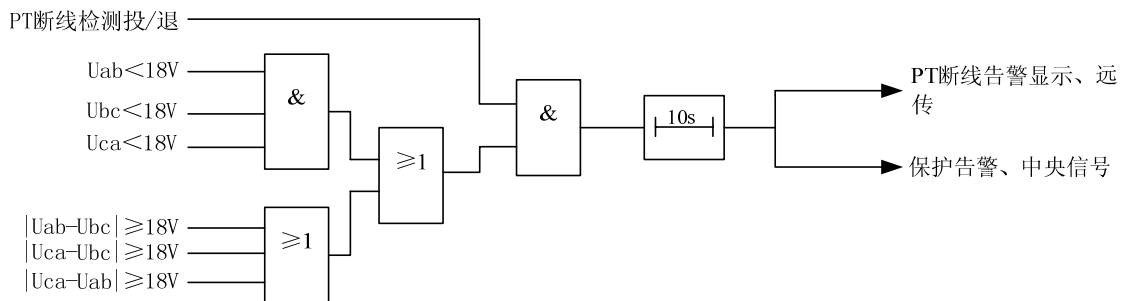 PT断线检测投/退
Uab<18V
Ubc<18V
Uca<18V
&
≥1
&
10s
PT断线告警显示、远
传
保护告警、中央信号
|Uab-Ubc|≥18V
|Uca-Ubc|≥18V
|Uca-Uab|≥18V
≥1